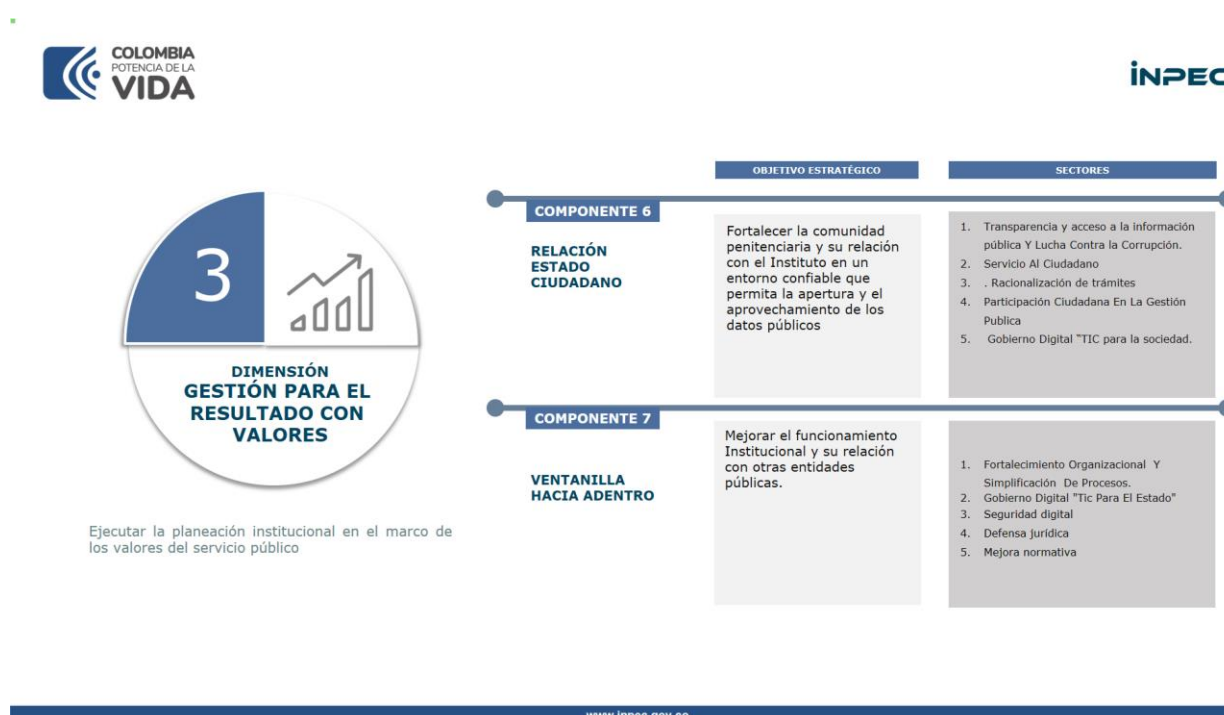 COLOMBIA
POTENCIA DE LA
VIDA
INPEC
OBJETIVO ESTRATÉGICO
SECTORES
3
DIMENSIÓN
GESTIÓN PARA EL
RESULTADO CON
VALORES
Ejecutar la planeación institucional en el marco de
los valores del servicio público
COMPONENTE 6
RELACIÓN
ESTADO
CIUDADANO
Fortalecer la comunidad
penitenciaria y su relación
con el Instituto en un
entorno confiable que
permita la apertura y el
aprovechamiento de los
datos públicos
1. Transparencia y acceso a la información
pública Y Lucha Contra la Corrupción.
2. Servicio Al Ciudadano
3. . Racionalización de trámites
4. Participación Ciudadana En La Gestión
Publica
5. Gobierno Digital "TIC para la sociedad.
COMPONENTE 7
VENTANILLA
HACIA ADENTRO
Mejorar el funcionamiento
Institucional y su relación
con otras entidades
públicas.
1. Fortalecimiento Organizacional Y
Simplificación De Procesos.
2. Gobierno Digital "Tic Para El Estado"
3. Seguridad digital
4. Defensa jurídica
5. Mejora normativa
www.inpec.gov.co